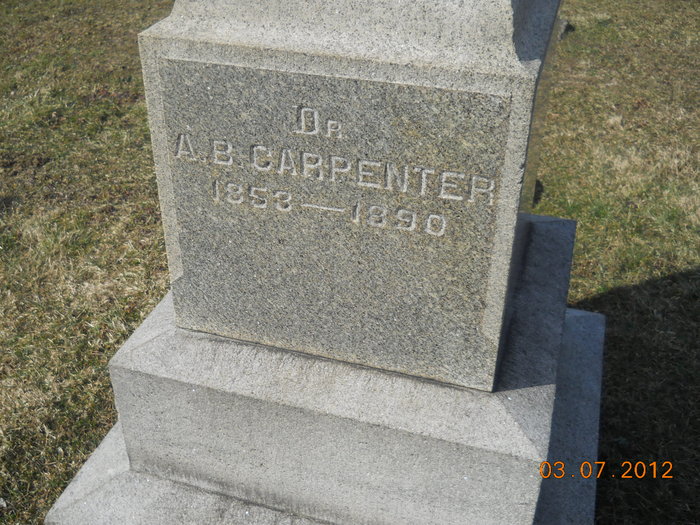 DR
A.B. CARPENTER
1853 — 1890
03.07.2012